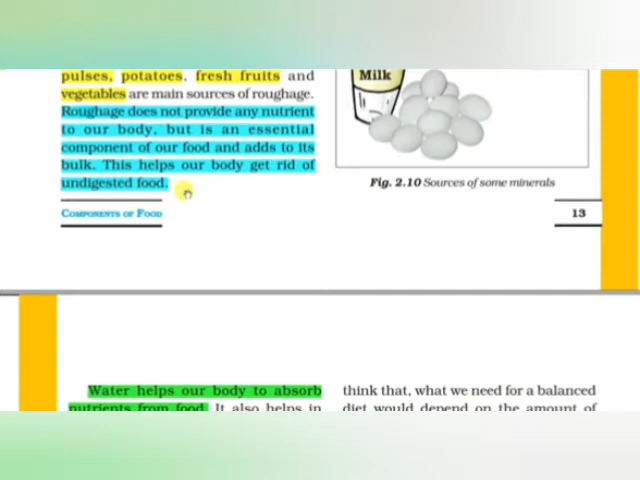 pulses, potatoes, fresh fruits and
vegetables are main sources of roughage.
Roughage does not provide any nutrient
to our body, but is an essential
component of our food and adds to its
bulk. This helps our body get rid of
undigested food.
Milk
Fig. 2.10 Sources of some minerals
COMPONENTS OF FOOD
13
Water helps our body to absorb
nutrients from food. It also helps in
think that, what we need for a balanced
diet would depend on the amount of